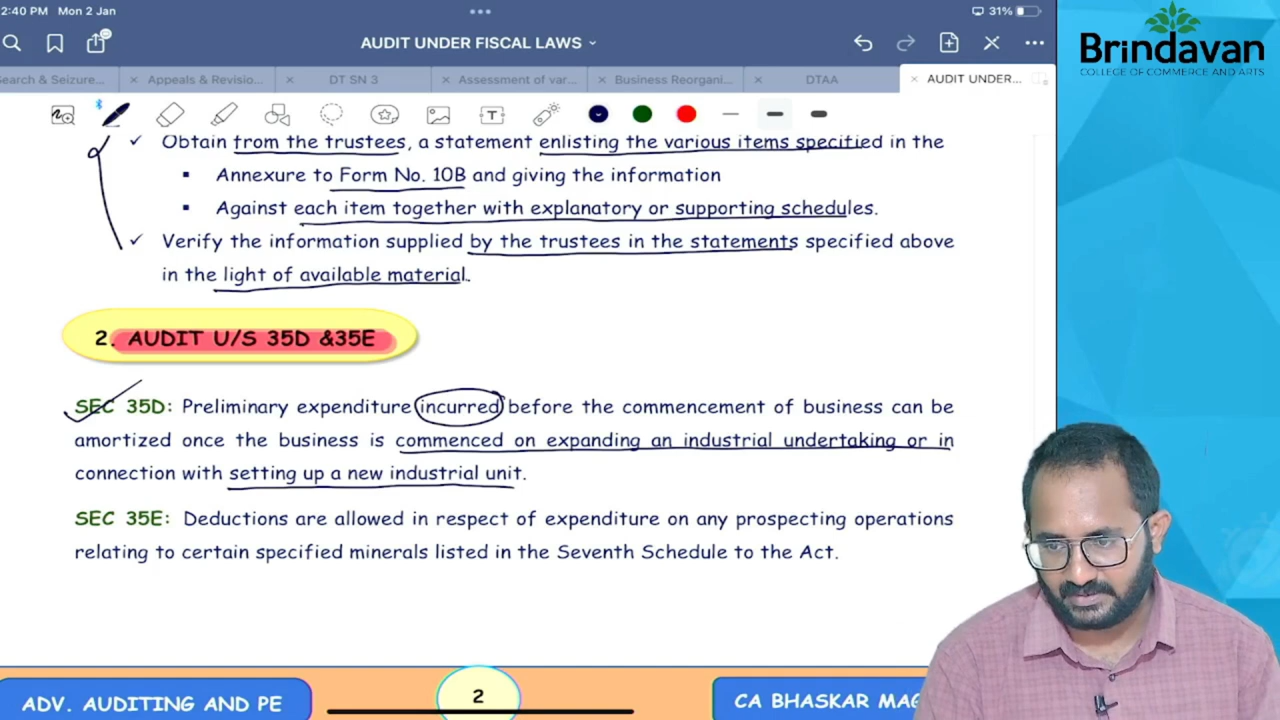 2:40 PM Mon 2 Jan
31%
AUDIT UNDER FISCAL LAWS
Brindavan
COLLEGE OF COMMERCE AND ARTS
earch & Seizure...
Appeals & Revisio...
DT SN 3
Assessment of var...
Business Reorgani...
DTAA
AUDIT UNDER...
✓ Obtain from the trustees, a statement enlisting the various items specified in the
▪ Annexure to Form No. 10B and giving the information
▪ Against each item together with explanatory or supporting schedules.
✓ Verify the information supplied by the trustees in the statements specified above
in the light of available material.
2. AUDIT U/S 35D &35E
SEC 35D: Preliminary expenditure incurred before the commencement of business can be
amortized once the business is commenced on expanding an industrial undertaking or in
connection with setting up a new industrial unit.
SEC 35E: Deductions are allowed in respect of expenditure on any prospecting operations
relating to certain specified minerals listed in the Seventh Schedule to the Act.
ADV. AUDITING AND PE
2
CA BHASKAR MAG